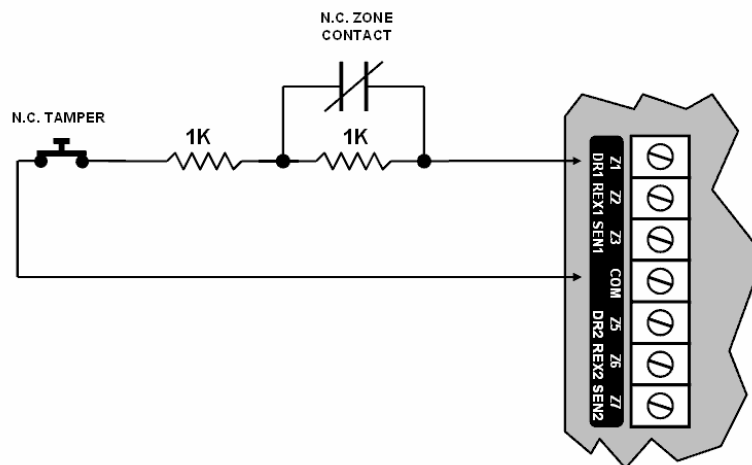 N.C. ZONE
CONTACT
N.C. TAMPER
1K
1K
Z1
Z2
Z3
COM
Z5
Z6
Z7
DR1 REX1 SEN1
DR2 REX2 SEN2